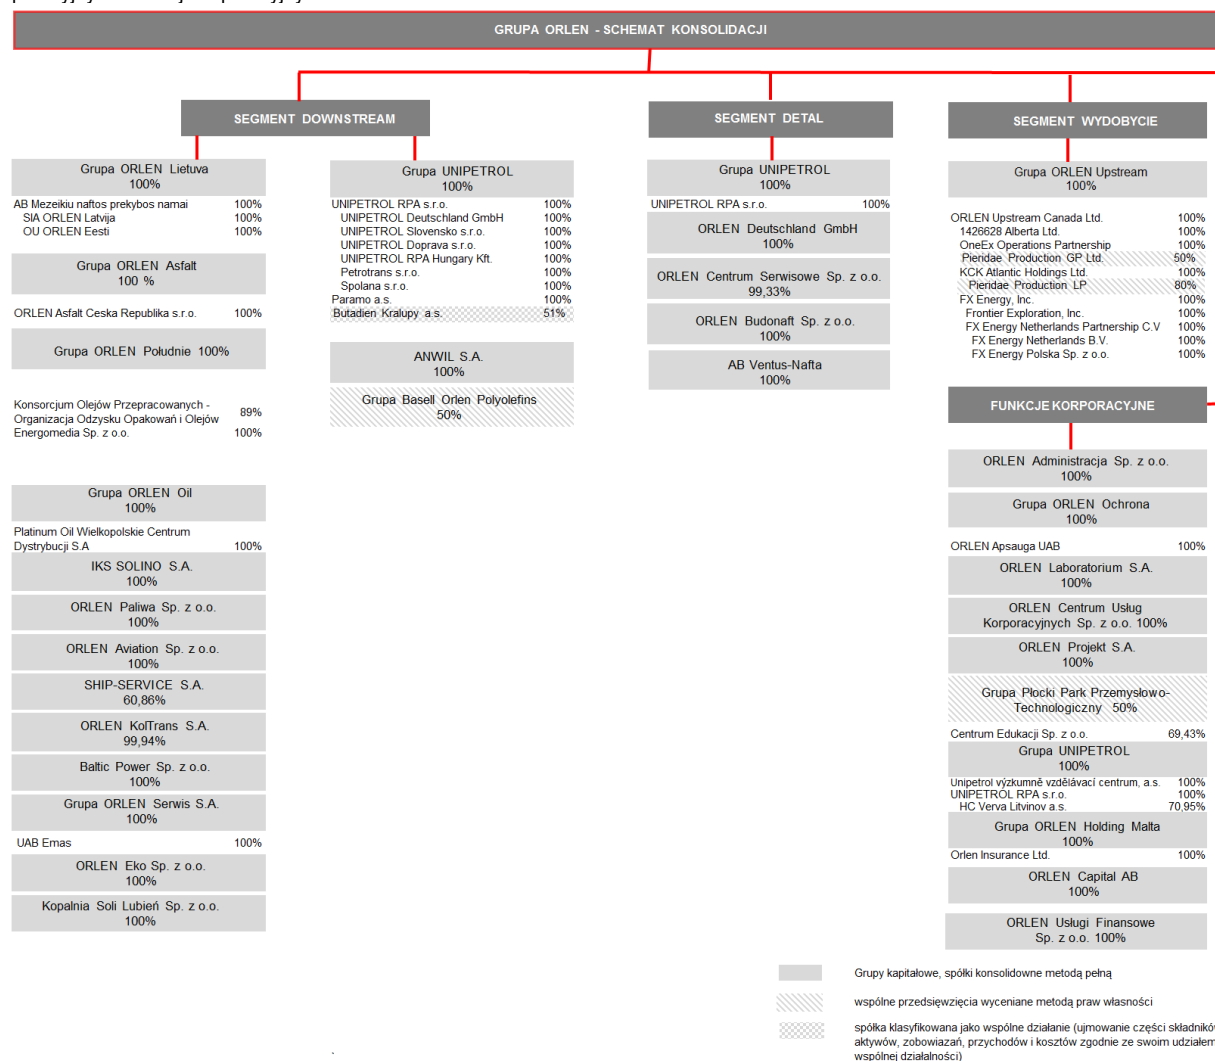 GRUPA ORLEN - SCHEMAT KONSOLIDACJI
SEGMENT DOWNSTREAM
Grupa ORLEN Lietuva
100%
AB Mezeikiu naftos prekybos namai 100%
SIA ORLEN Latvija 100%
OU ORLEN Eesti 100%
Grupa ORLEN Asfalt
100 %
ORLEN Asfalt Ceska Republika s.r.o. 100%
Grupa ORLEN Południe 100%
Konsorcjum Olejów Przepracowanych -
Organizacja Odzysku Opakowań i Olejów 89%
Energomedia Sp. z o.o. 100%
Grupa ORLEN Oil
100%
Platinum Oil Wielkopolskie Centrum
Dystrybucji S.A 100%
IKS SOLINO S.A.
100%
ORLEN Paliwa Sp. z o.o.
100%
ORLEN Aviation Sp. z o.o.
100%
SHIP-SERVICE S.A.
60,86%
ORLEN KolTrans S.A.
99,94%
Baltic Power Sp. z o.o.
100%
Grupa ORLEN Serwis S.A.
100%
UAB Emas 100%
ORLEN Eko Sp. z o.o.
100%
Kopalnia Soli Lubień Sp. z o.o.
100%
Grupa UNIPETROL
100%
UNIPETROL RPA s.r.o. 100%
UNIPETROL Deutschland GmbH 100%
UNIPETROL Slovensko s.r.o. 100%
UNIPETROL Doprava s.r.o. 100%
UNIPETROL RPA Hungary Kft. 100%
Petrotrans s.r.o. 100%
Spolana s.r.o. 100%
Paramo a.s. 100%
Butadien Kralupy a.s. 51%
ANWIL S.A.
100%
Grupa Basell Orlen Polyolefins
50%
SEGMENT DETAL
Grupa UNIPETROL
100%
UNIPETROL RPA s.r.o. 100%
ORLEN Deutschland GmbH
100%
ORLEN Centrum Serwisowe Sp. z o.o.
99,33%
ORLEN Budonaft Sp. z o.o.
100%
AB Ventus-Nafta
100%
SEGMENT WYDOBYCIE
Grupa ORLEN Upstream
100%
ORLEN Upstream Canada Ltd. 100%
1426628 Alberta Ltd. 100%
OneEx Operations Partnership 100%
Pieridae Production GP Ltd. 50%
KCK Atlantic Holdings Ltd. 100%
Pieridae Production LP 80%
FX Energy, Inc. 100%
Frontier Exploration, Inc. 100%
FX Energy Netherlands Partnership C.V 100%
FX Energy Netherlands B.V. 100%
FX Energy Polska Sp. z o.o. 100%
FUNKCJE KORPORACYJNE
ORLEN Administracja Sp. z o.o.
100%
Grupa ORLEN Ochrona
100%
ORLEN Apsauga UAB 100%
ORLEN Laboratorium S.A.
100%
ORLEN Centrum Usług
Korporacyjnych Sp. z o.o. 100%
ORLEN Projekt S.A.
100%
Grupa Płocki Park Przemysłowo-
Technologiczny 50%
Centrum Edukacji Sp. z o.o. 69,43%
Grupa UNIPETROL
100%
Unipetrol výzkumně vzdělávací centrum, a.s. 100%
UNIPETROL RPA s.r.o. 100%
HC Verva Litvinov a.s. 70,95%
Grupa ORLEN Holding Malta
100%
Orlen Insurance Ltd. 100%
ORLEN Capital AB
100%
ORLEN Usługi Finansowe
Sp. z o.o. 100%
Grupy kapitałowe, spółki konsolidowne metodą pełną
wspólne przedsięwzięcia wyceniane metodą praw własności
spółka klasyfikowana jako wspólne działanie (ujmowanie części składników
aktywów, zobowiazań, przychodów i kosztów zgodnie ze swoim udziałem
wspólnej działalności)